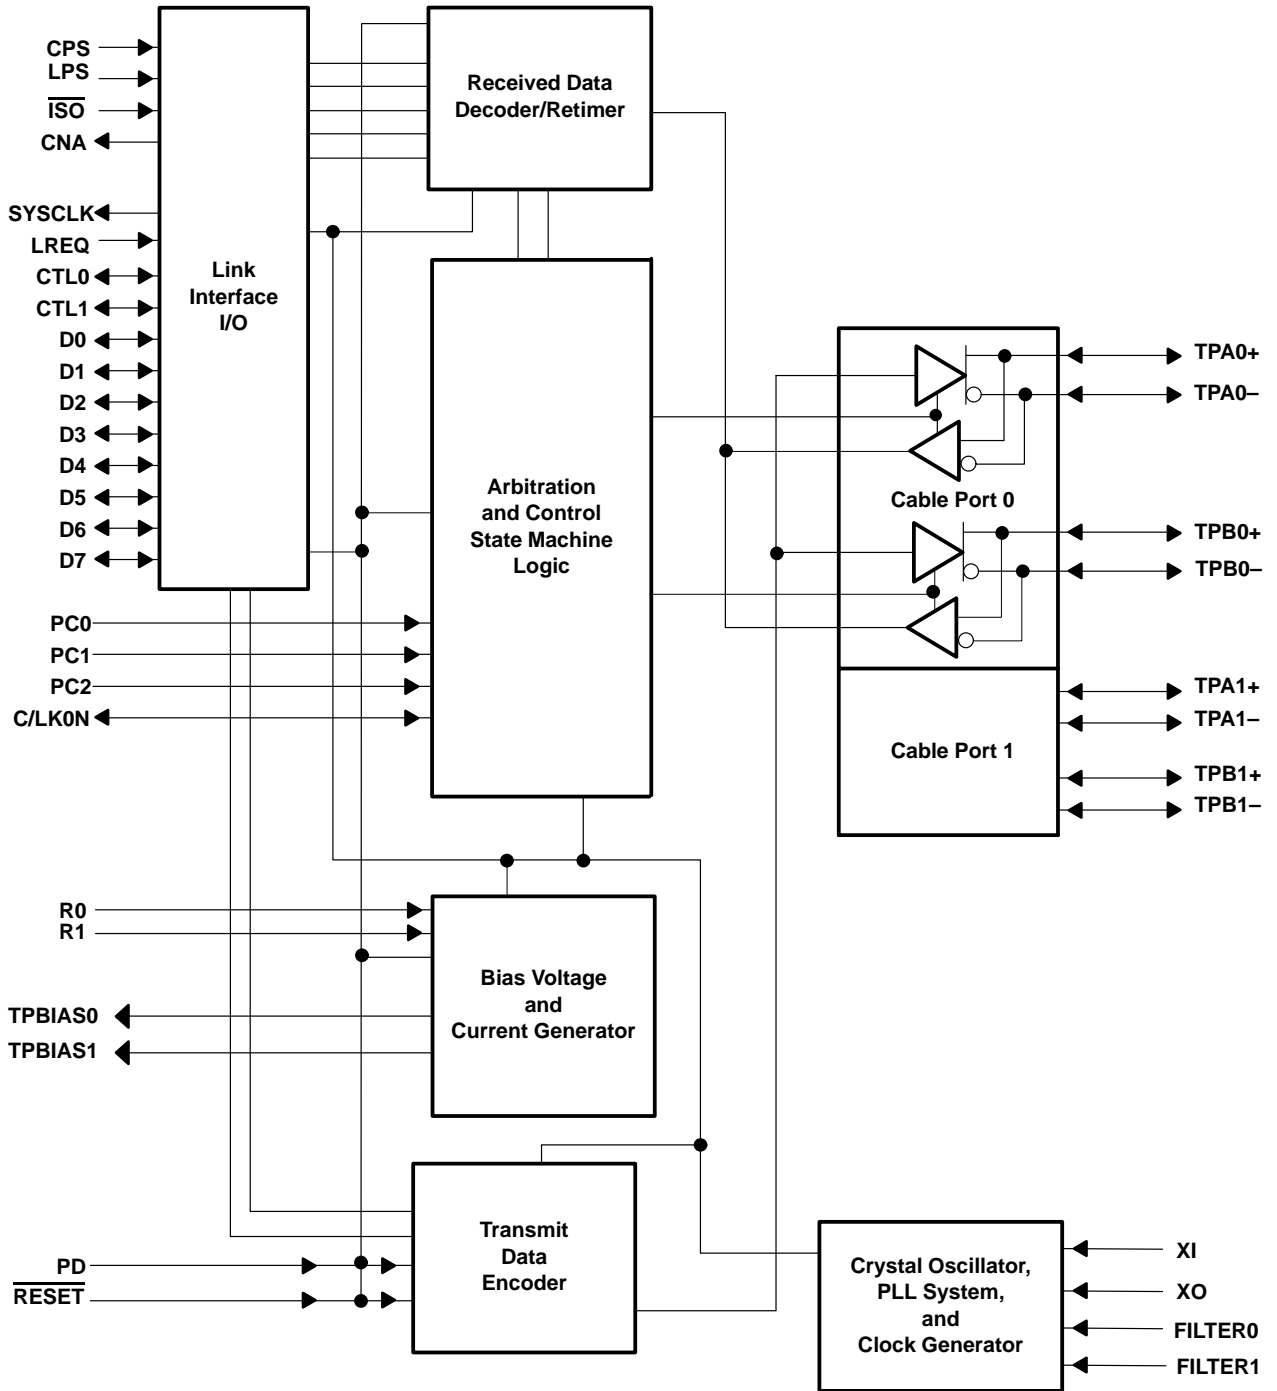 CPS
LPS
ISO
CNA
SYSCLK
LREQ
CTL0
CTL1
D0
D1
D2
D3
D4
D5
D6
D7
Link
Interface
I/O
Received Data
Decoder/Retimer
PC0
PC1
PC2
C/LK0N
Arbitration
and Control
State Machine
Logic
Cable Port 0
TPA0+
TPA0–
TPB0+
TPB0–
Cable Port 1
TPA1+
TPA1–
TPB1+
TPB1–
R0
R1
TPBIAS0
TPBIAS1
Bias Voltage
and
Current Generator
PD
RESET
Transmit
Data
Encoder
Crystal Oscillator,
PLL System,
and
Clock Generator
XI
XO
FILTER0
FILTER1